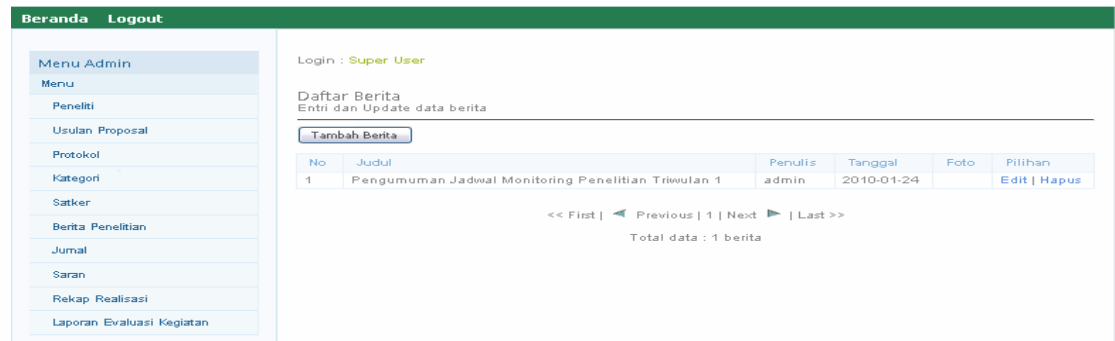 Beranda Logout
Menu Admin
Menu
Peneliti
Usulan Proposal
Protokol
Kategori
Satker
Berita Penelitian
Jurnal
Saran
Rekap Realisasi
Laporan Evaluasi Kegiatan
Login : Super User
Daftar Berita
Entri dan Update data berita
Tambah Berita
No Judul Penulis Tanggal Foto Pilihan
1 Pengumuman Jadwal Monitoring Penelitian Triwulan 1 admin 2010-01-24 Edit | Hapus
<< First | Previous | 1 | Next | Last >>
Total data : 1 berita